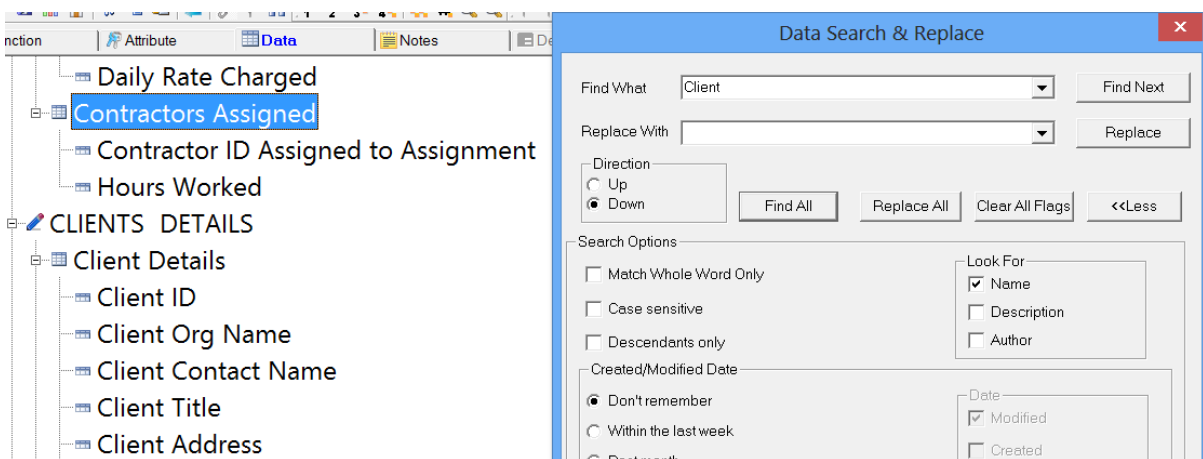 nction Attribute Data Notes De
Daily Rate Charged
Contractors Assigned
Contractor ID Assigned to Assignment
Hours Worked
CLIENTS DETAILS
Client Details
Client ID
Client Org Name
Client Contact Name
Client Title
Client Address
Data Search & Replace
Find What Client Find Next
Replace With Replace
Direction
Up
Down
Find All Replace All Clear All Flags <<Less
Search Options
Match Whole Word Only
Case sensitive
Descendants only
Look For
Name
Description
Author
Created/Modified Date
Don't remember
Within the last week
Date
Modified
Created